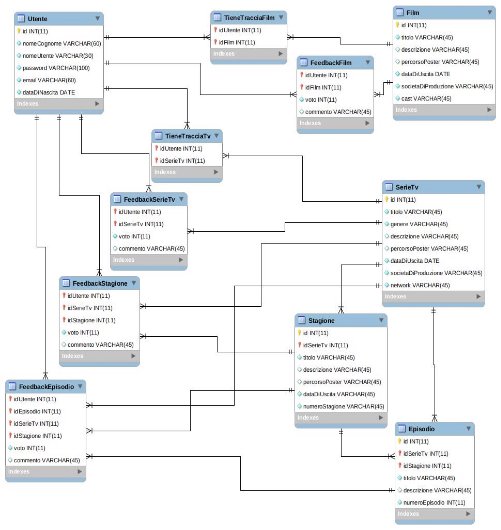 Utente
id INT(11)
nomeCognome VARCHAR(60)
nomeUtente VARCHAR(30)
password VARCHAR(100)
email VARCHAR(60)
dataDiNascita DATE
Indexes
TieneTracciaFilm
idUtente INT(11)
idFilm INT(11)
Indexes
Film
id INT(11)
titolo VARCHAR(45)
descrizione VARCHAR(45)
percorsoPoster VARCHAR(45)
dataDiUscita DATE
societaDiProduzione VARCHAR(45)
cast VARCHAR(45)
Indexes
FeedbackFilm
idUtente INT(11)
idFilm INT(11)
voto INT(11)
commento VARCHAR(45)
Indexes
TieneTracciaTv
idUtente INT(11)
idSerieTv INT(11)
Indexes
FeedbackSerieTv
idUtente INT(11)
idSerieTv INT(11)
voto INT(11)
commento VARCHAR(45)
Indexes
SerieTv
id INT(11)
titolo VARCHAR(45)
genere VARCHAR(45)
descrizione VARCHAR(45)
percorsoPoster VARCHAR(45)
dataDiUscita DATE
societaDiProduzione VARCHAR(45)
network VARCHAR(45)
Indexes
FeedbackStagione
idUtente INT(11)
idSerieTv INT(11)
idStagione INT(11)
voto INT(11)
commento VARCHAR(45)
Indexes
Stagione
id INT(11)
idSerieTv INT(11)
titolo VARCHAR(45)
descrizione VARCHAR(45)
percorsoPoster VARCHAR(45)
dataDiUscita VARCHAR(45)
numeroStagione VARCHAR(45)
Indexes
FeedbackEpisodio
idUtente INT(11)
idEpisodio INT(11)
idSerieTv INT(11)
idStagione INT(11)
voto INT(11)
commento VARCHAR(45)
Indexes
Episodio
id INT(11)
idSerieTv INT(11)
idStagione INT(11)
titolo VARCHAR(45)
descrizione VARCHAR(45)
numeroEpisodio INT(11)
Indexes